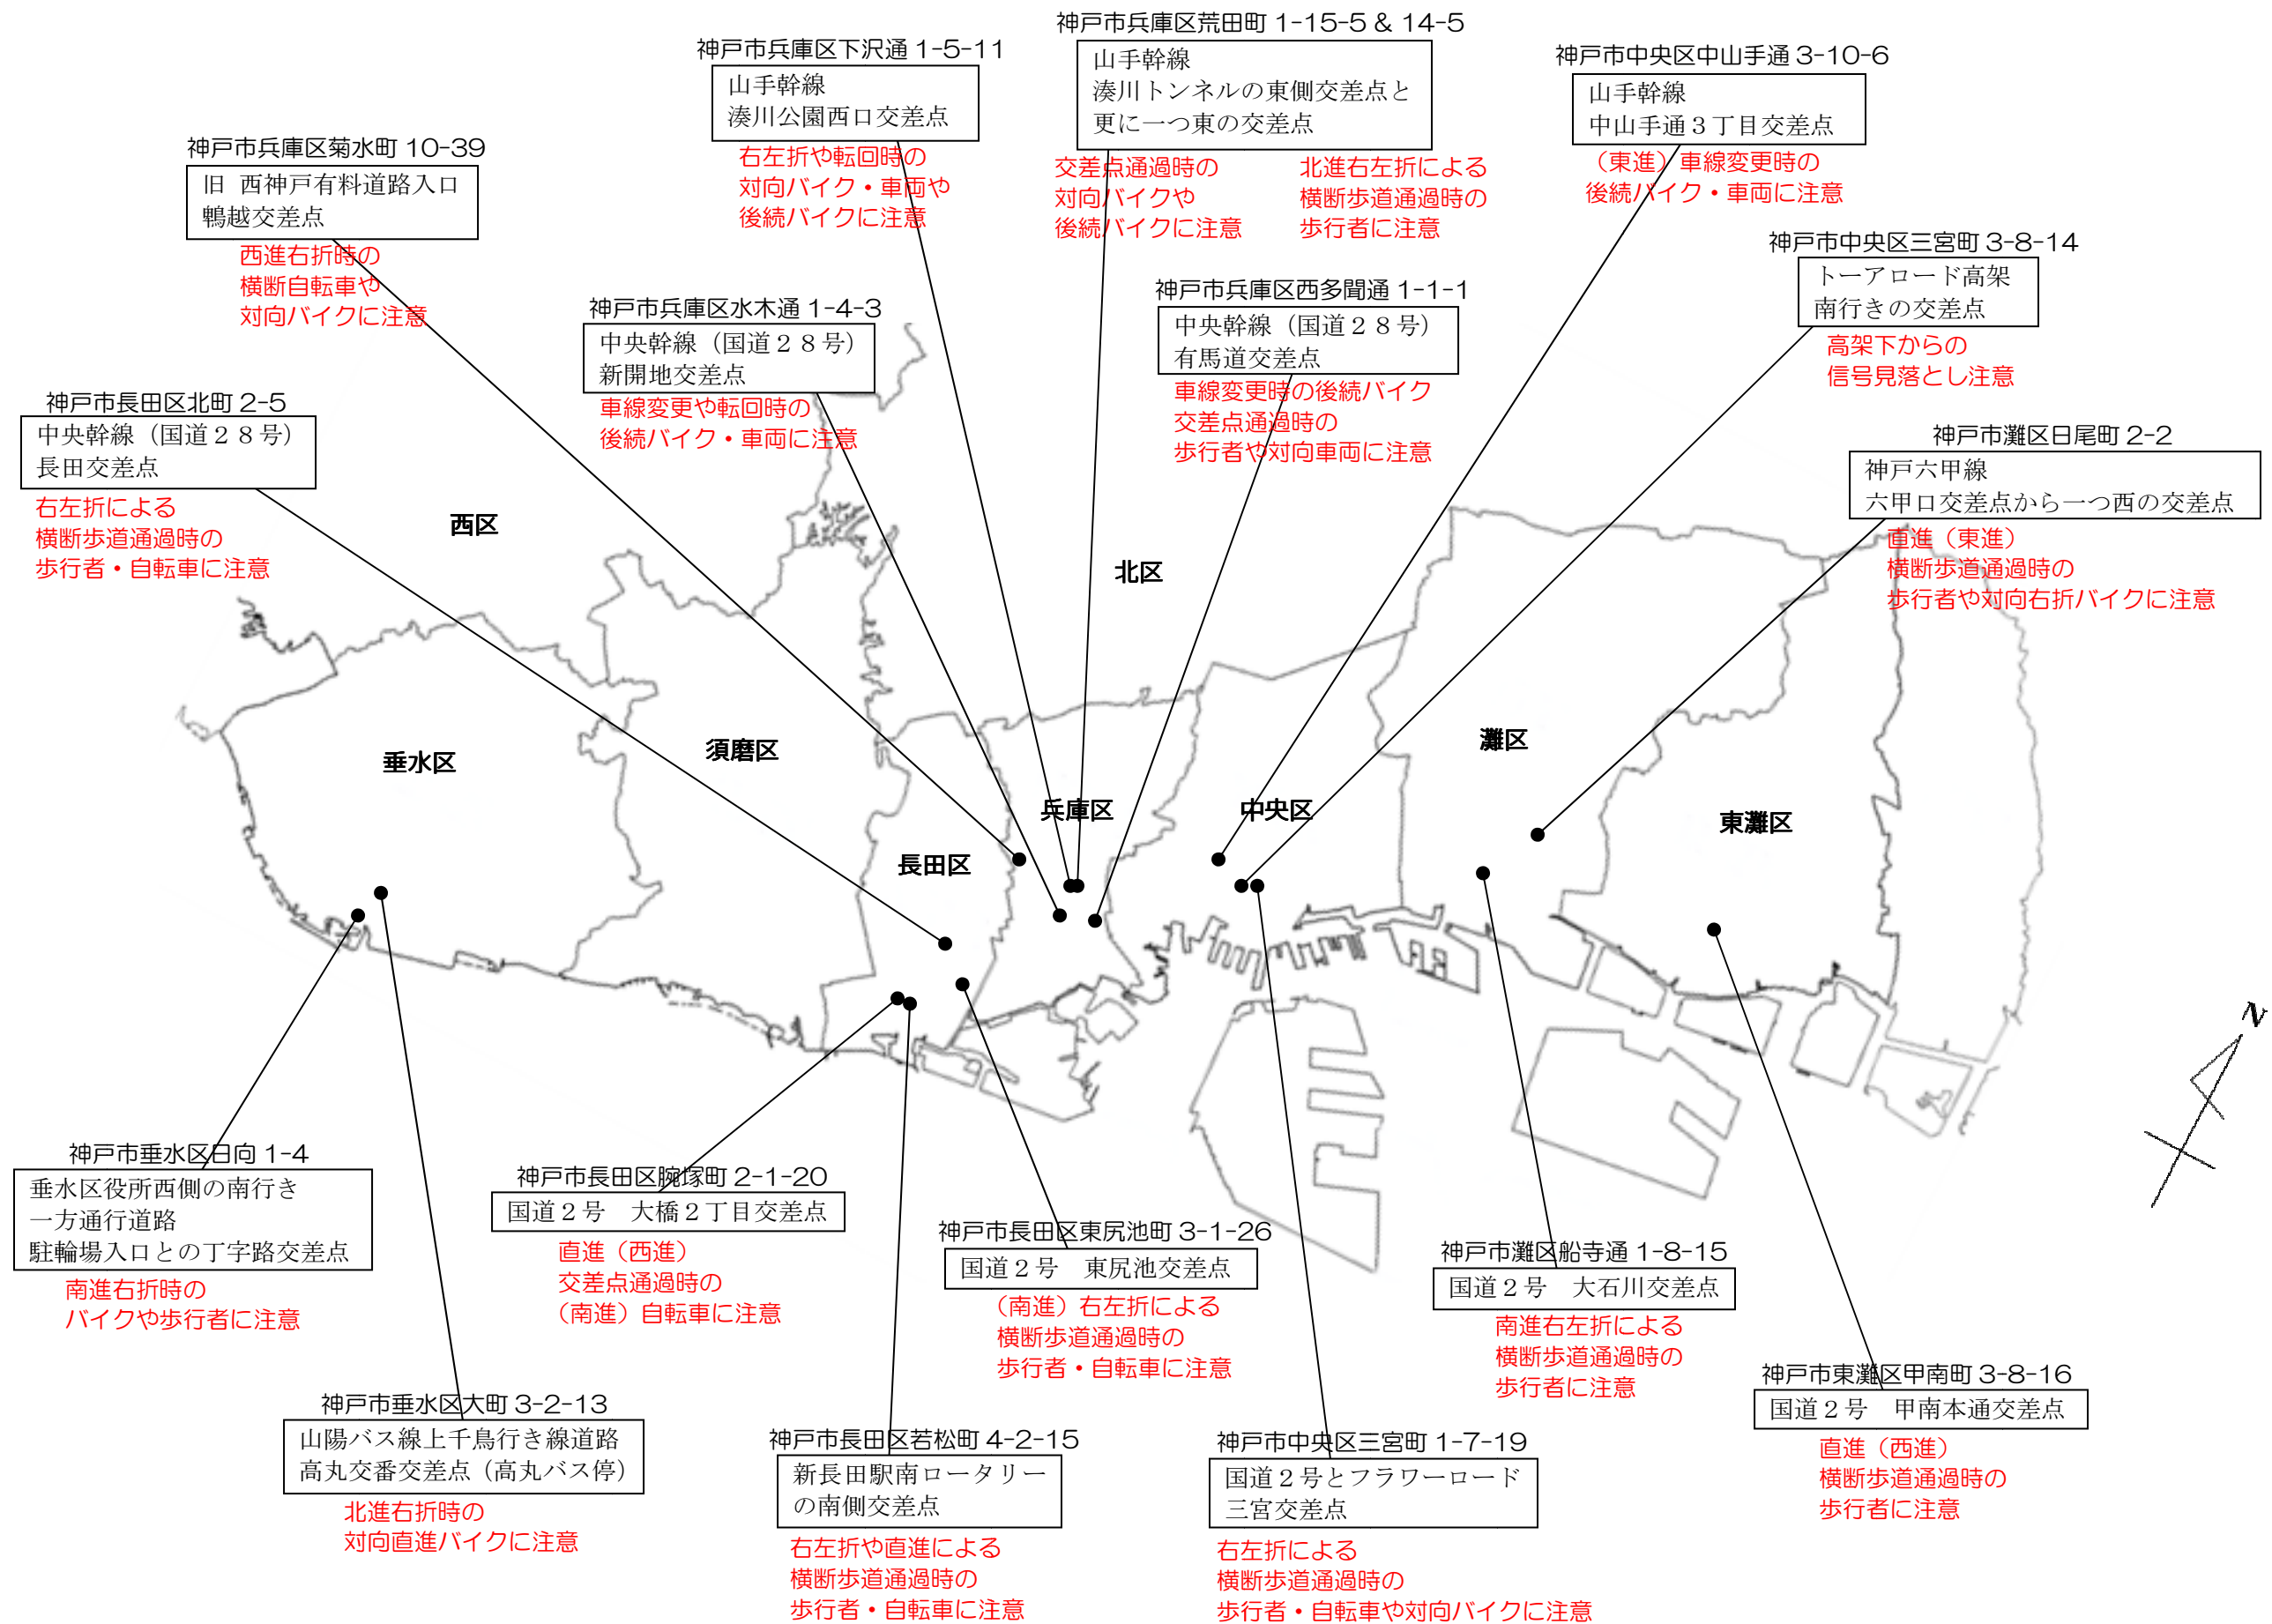 神戸市兵庫区荒田町 1-15-5 & 14-5
山手幹線
湊川トンネルの東側交差点と
更に一つ東の交差点
交差点通過時の
対向バイクや
後続バイクに注意
北進右左折による
横断歩道通過時の
歩行者に注意
神戸市兵庫区下沢通 1-5-11
山手幹線
湊川公園西口交差点
右左折や転回時の
対向バイク・車両や
後続バイクに注意
神戸市中央区中山手通 3-10-6
山手幹線
中山手通３丁目交差点
（東進）車線変更時の
後続バイク・車両に注意
神戸市兵庫区菊水町 10-39
旧 西神戸有料道路入口
鵯越交差点
西進右折時の
横断自転車や
対向バイクに注意
神戸市中央区三宮町 3-8-14
トーアロード高架
南行きの交差点
高架下からの
信号見落とし注意
神戸市兵庫区水木通 1-4-3
中央幹線（国道２８号）
新開地交差点
車線変更や転回時の
後続バイク・車両に注意
神戸市兵庫区西多聞通 1-1-1
中央幹線（国道２８号）
有馬道交差点
車線変更時の後続バイク
交差点通過時の
歩行者や対向車両に注意
神戸市長田区北町 2-5
中央幹線（国道２８号）
長田交差点
右左折による
横断歩道通過時の
歩行者・自転車に注意
神戸市灘区日尾町 2-2
神戸六甲線
六甲口交差点から一つ西の交差点
直進（東進）
横断歩道通過時の
歩行者や対向右折バイクに注意
西区
北区
垂水区
須磨区
灘区
兵庫区
中央区
東灘区
長田区
N
神戸市垂水区日向 1-4
垂水区役所西側の南行き
一方通行道路
駐輪場入口との丁字路交差点
南進右折時の
バイクや歩行者に注意
神戸市長田区腕塚町 2-1-20
国道２号　大橋２丁目交差点
直進（西進）
交差点通過時の
（南進）自転車に注意
神戸市長田区東尻池町 3-1-26
国道２号　東尻池交差点
（南進）右左折による
横断歩道通過時の
歩行者・自転車に注意
神戸市灘区船寺通 1-8-15
国道２号　大石川交差点
南進右左折による
横断歩道通過時の
歩行者に注意
神戸市東灘区甲南町 3-8-16
国道２号　甲南本通交差点
直進（西進）
横断歩道通過時の
歩行者に注意
神戸市垂水区大町 3-2-13
山陽バス線上千鳥行き線道路
高丸交番交差点（高丸バス停）
北進右折時の
対向直進バイクに注意
神戸市長田区若松町 4-2-15
新長田駅南ロータリー
の南側交差点
右左折や直進による
横断歩道通過時の
歩行者・自転車に注意
神戸市中央区三宮町 1-7-19
国道２号とフラワーロード
三宮交差点
右左折による
横断歩道通過時の
歩行者・自転車や対向バイクに注意